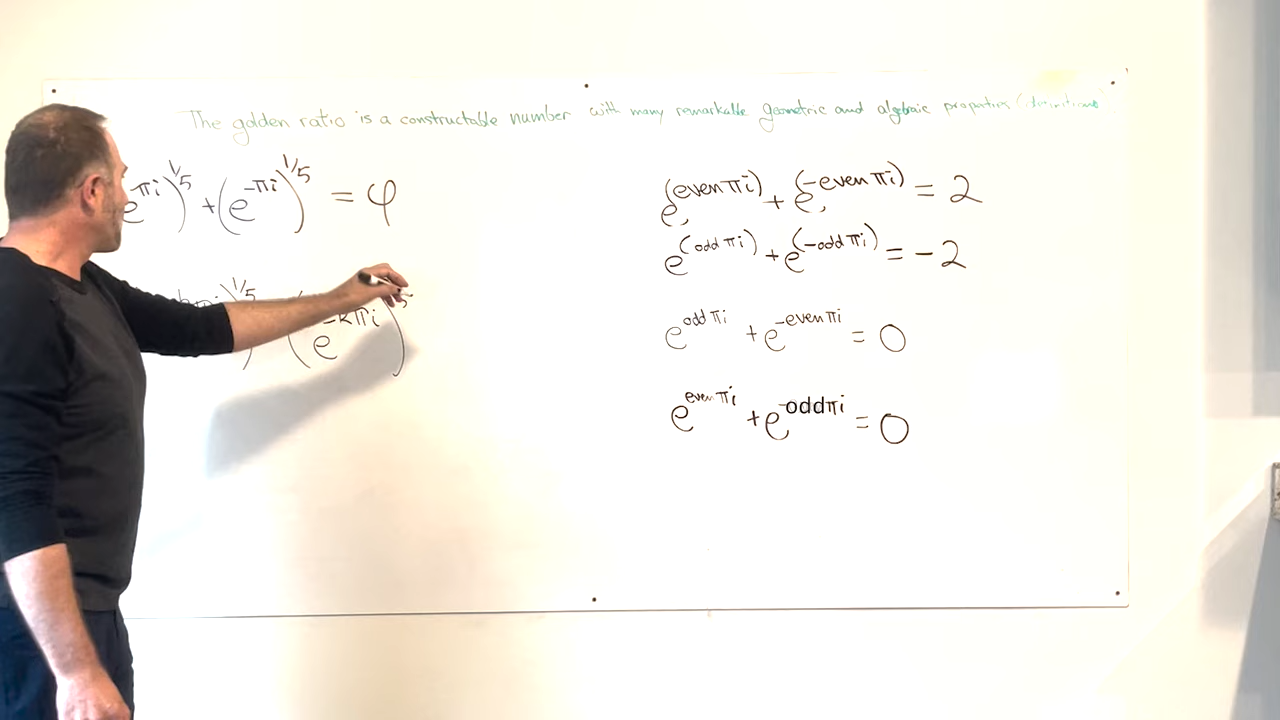 The golden ratio is a constructable number with many remarkable geometric and algebraic properties (definitions)
e^πi)^1/5 + (e^-πi)^1/5 = φ
)^1/5 (e^-kπi)^5
e^(even πi) + e^(-even πi) = 2
e^(odd πi) + e^(-odd πi) = -2
e^odd πi + e^-even πi = 0
e^even πi + e^-odd πi = 0